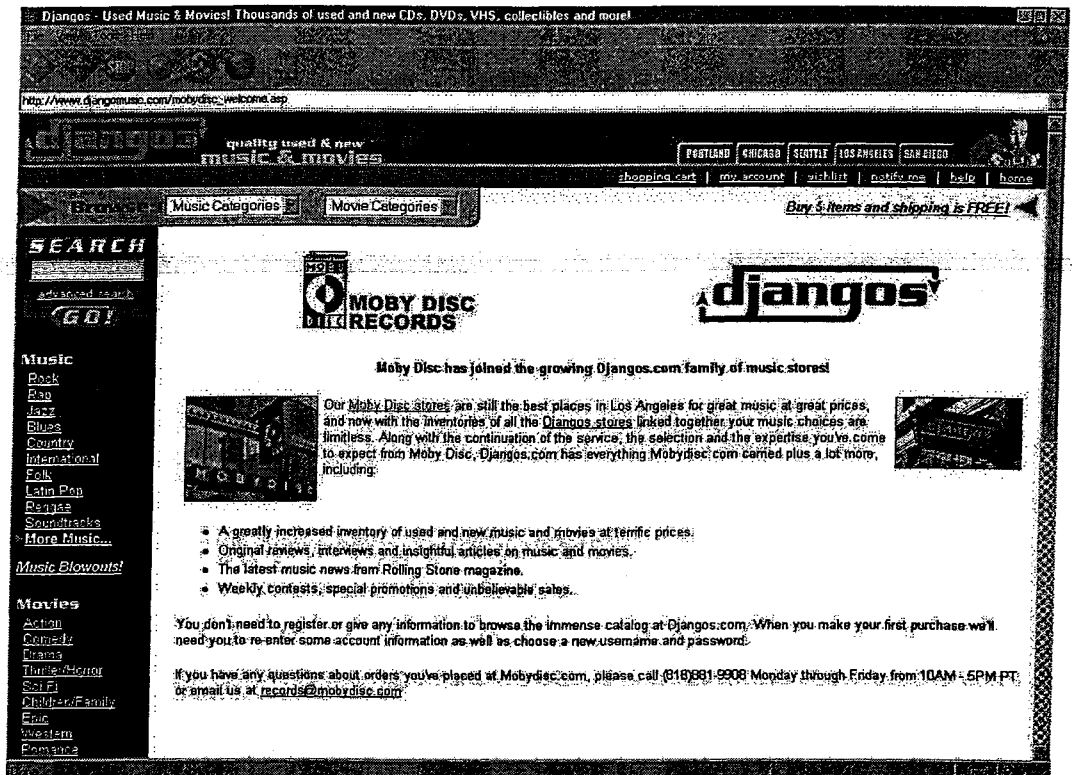 Djangos - Used Music & Movies! Thousands of used and new CDs, DVDs, VHS, collectibles and more!
http://www.djangomusic.com/mobydisc_welcome.asp
djangos
quality used & new
music & movies
PORTLAND CHICAGO SEATTLE LOS ANGELES SAN DIEGO
shopping cart | my account | wishlist | notify me | help | home
Browse Music Categories Movie Categories
Buy 5 items and shipping is FREE!
SEARCH
advanced search
GO!
MOBY
DISC
MOBY DISC
RECORDS
djangos
Moby Disc has joined the growing Djangos.com family of music stores!
Our Moby Disc stores are still the best places in Los Angeles for great music at great prices,
and now with the inventories of all the Djangos stores linked together your music choices are
limitless. Along with the continuation of the service, the selection and the expertise you've come
to expect from Moby Disc, Djangos.com has everything Mobydisc.com carried plus a lot more,
including:
• A greatly increased inventory of used and new music and movies at terrific prices.
• Original reviews, interviews and insightful articles on music and movies.
• The latest music news from Rolling Stone magazine.
• Weekly contests, special promotions and unbelievable sales.
You don't need to register or give any information to browse the immense catalog at Djangos.com. When you make your first purchase we'll
need you to re-enter some account information as well as choose a new username and password.
If you have any questions about orders you've placed at Mobydisc.com, please call (818)881-9908 Monday through Friday from 10AM - 5PM PT
or email us at records@mobydisc.com
Music
Rock
Rap
Jazz
Blues
Country
International
Folk
Latin Pop
Reggae
Soundtracks
More Music...
Music Blowouts!
Movies
Action
Comedy
Drama
Thriller/Horror
Sci Fi
Children/Family
Epic
Western
Romance